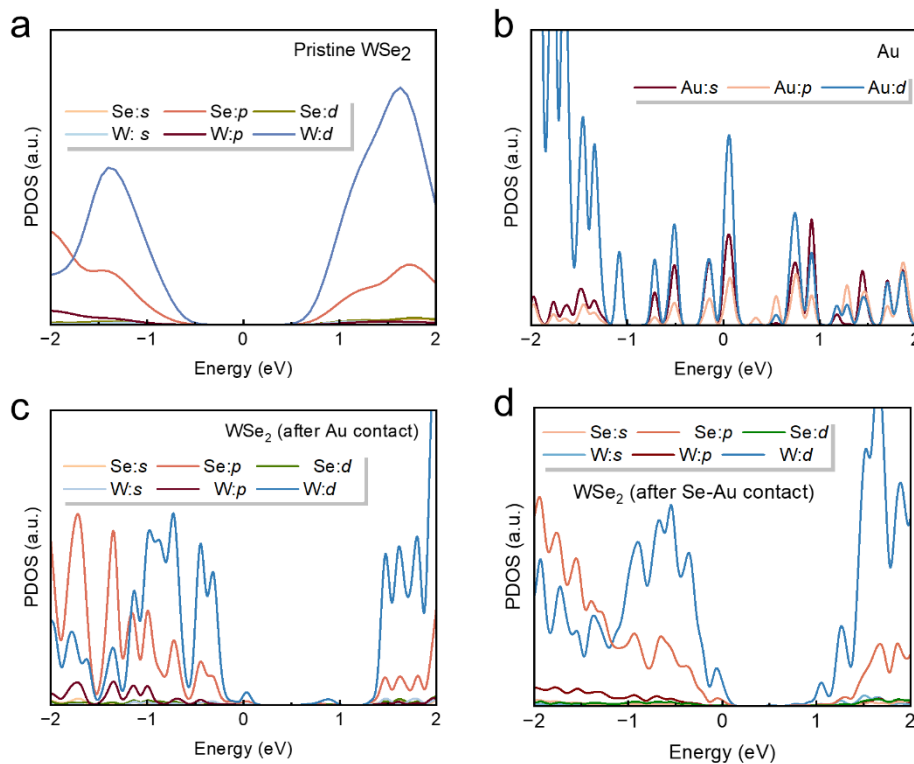 a
Pristine WSe2
Se:s Se:p Se:d
W: s W:p W:d
PDOS (a.u.)
−2 −1 0 1 2
Energy (eV)
b
Au
Au:s Au:p Au:d
PDOS (a.u.)
−2 −1 0 1 2
Energy (eV)
c
WSe2 (after Au contact)
Se:s Se:p Se:d
W:s W:p W:d
PDOS (a.u.)
−2 −1 0 1 2
Energy (eV)
d
Se:s Se:p Se:d
W:s W:p W:d
WSe2 (after Se-Au contact)
PDOS (a.u.)
−2 −1 0 1 2
Energy (eV)